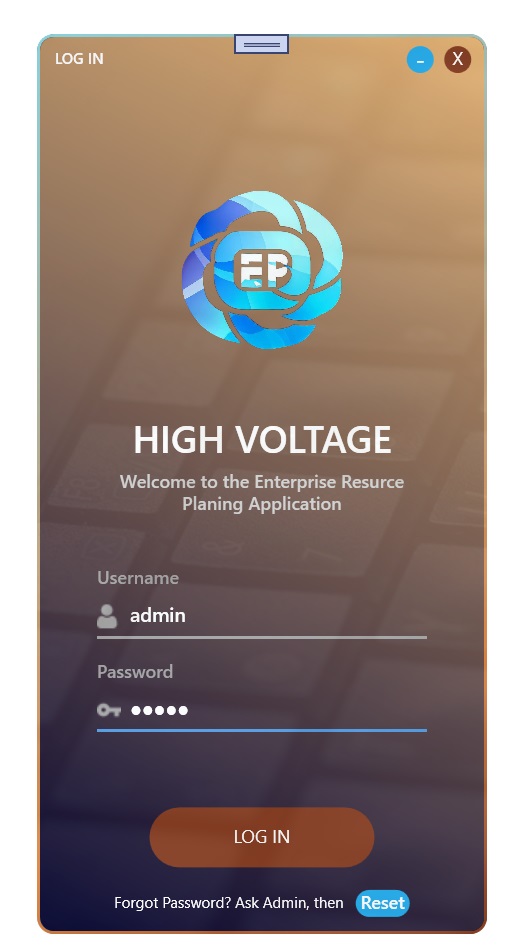 LOG IN
X
EP
HIGH VOLTAGE
Welcome to the Enterprise Resurce
Planing Application
Username
admin
Password
LOG IN
Forgot Password? Ask Admin, then Reset